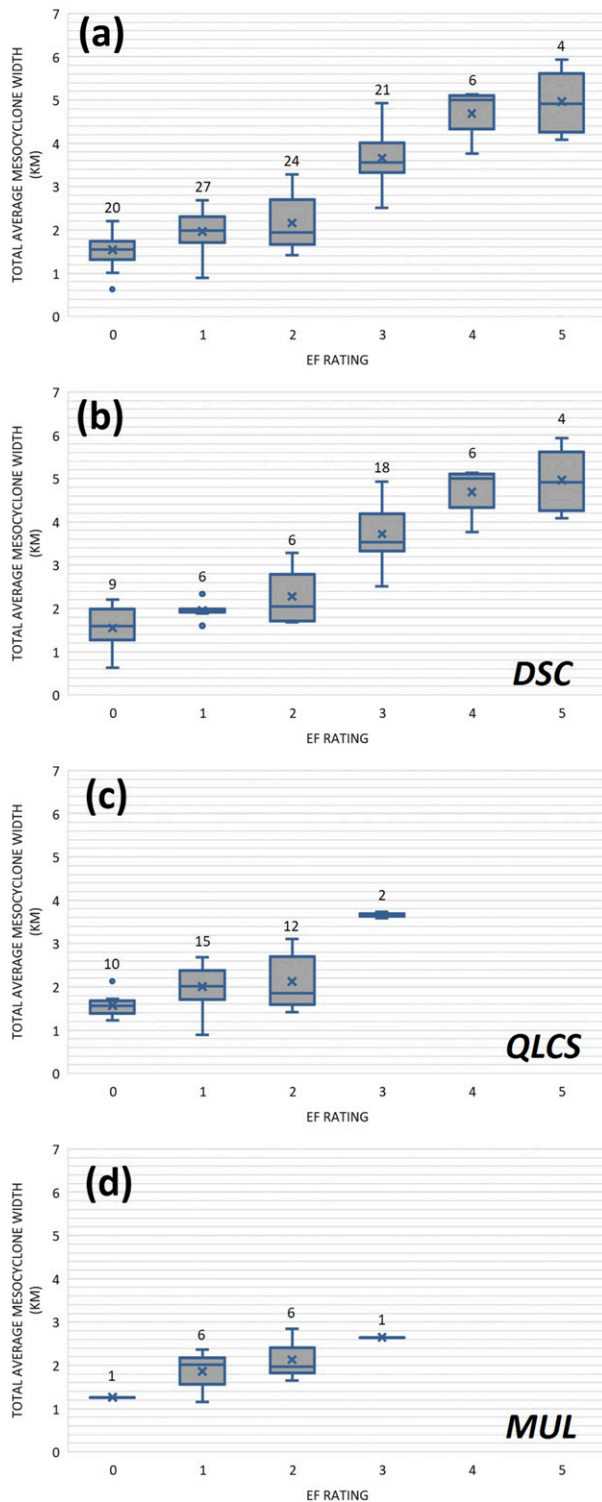 (a)
TOTAL AVERAGE MESOCYCLONE WIDTH
(KM)
7
6
5
4
3
2
1
0
20
27
24
21
6
4
0 1 2 3 4 5
EF RATING
(b)
TOTAL AVERAGE MESOCYCLONE WIDTH
(KM)
7
6
5
4
3
2
1
0
9
6
6
18
6
4
DSC
0 1 2 3 4 5
EF RATING
(c)
TOTAL AVERAGE MESOCYCLONE WIDTH
(KM)
7
6
5
4
3
2
1
0
10
15
12
2
QLCS
0 1 2 3 4 5
EF RATING
(d)
TOTAL AVERAGE MESOCYCLONE WIDTH
(KM)
7
6
5
4
3
2
1
0
1
6
6
1
MUL
0 1 2 3 4 5
EF RATING